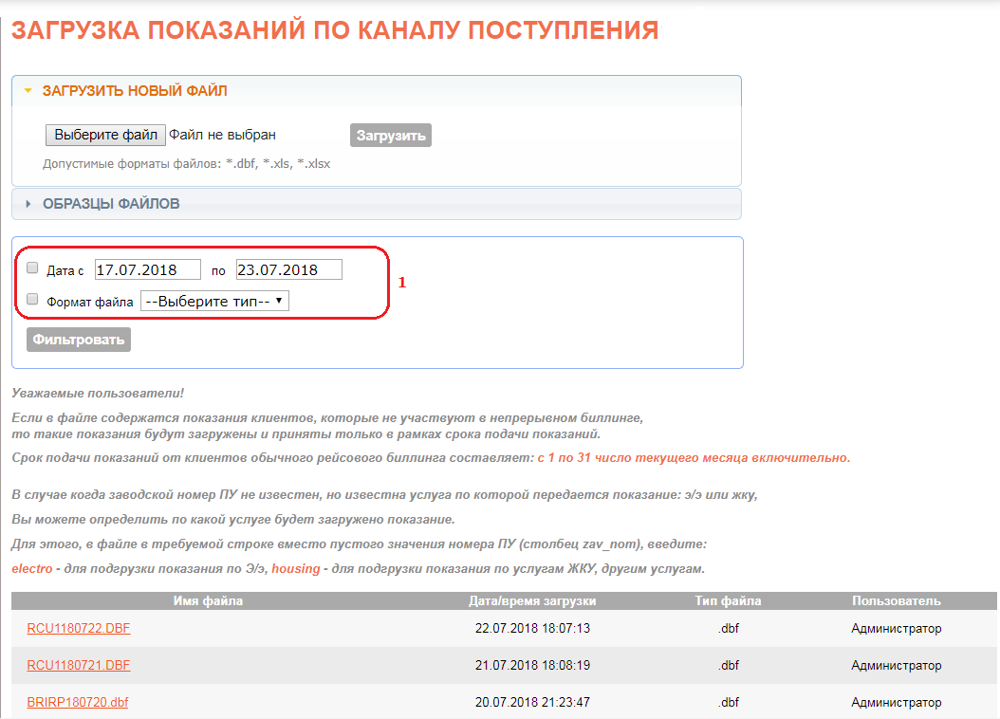 ЗАГРУЗКА ПОКАЗАНИЙ ПО КАНАЛУ ПОСТУПЛЕНИЯ
ЗАГРУЗИТЬ НОВЫЙ ФАЙЛ
Выберите файл Файл не выбран Загрузить
Допустимые форматы файлов: *.dbf, *.xls, *.xlsx
ОБРАЗЦЫ ФАЙЛОВ
Дата с 17.07.2018 по 23.07.2018
1
Формат файла --Выберите тип--
Фильтровать
Уважаемые пользователи!
Если в файле содержатся показания клиентов, которые не участвуют в непрерывном биллинге,
то такие показания будут загружены и приняты только в рамках срока подачи показаний.
Срок подачи показаний от клиентов обычного рейсового биллинга составляет: с 1 по 31 число текущего месяца включительно.
В случае когда заводской номер ПУ не известен, но известна услуга по которой передается показание: э/э или жку,
Вы можете определить по какой услуге будет загружено показание.
Для этого, в файле в требуемой строке вместо пустого значения номера ПУ (столбец zav_nom), введите:
electro - для подгрузки показания по Э/э, housing - для подгрузки показания по услугам ЖКУ, другим услугам.
Имя файла Дата/время загрузки Тип файла Пользователь
RCU1180722.DBF 22.07.2018 18:07:13 .dbf Администратор
RCU1180721.DBF 21.07.2018 18:08:19 .dbf Администратор
BRIRP180720.dbf 20.07.2018 21:23:47 .dbf Администратор